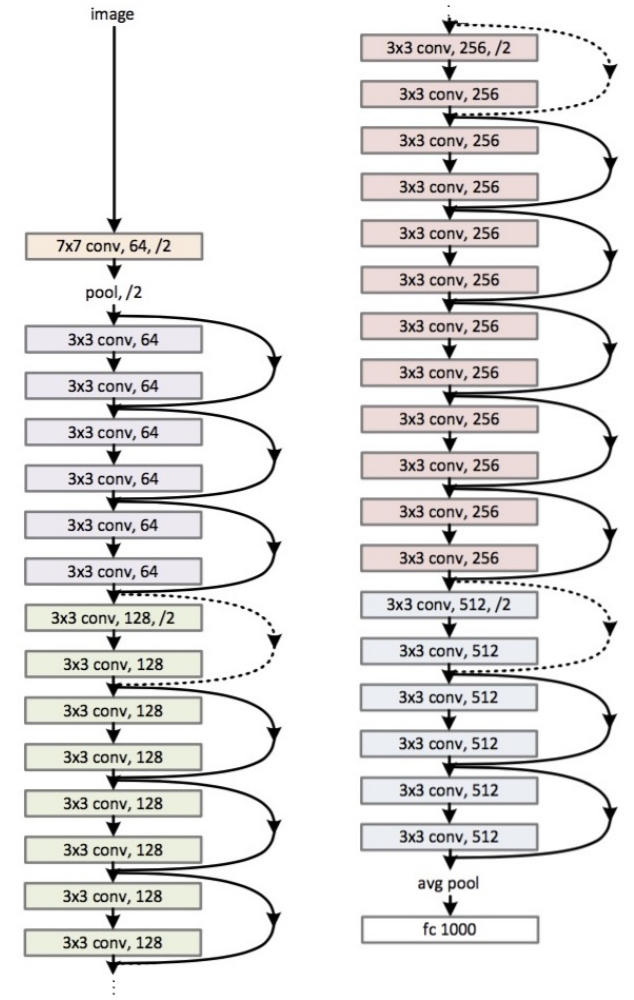 image
7x7 conv, 64, /2
pool, /2
3x3 conv, 64
3x3 conv, 64
3x3 conv, 64
3x3 conv, 64
3x3 conv, 64
3x3 conv, 64
3x3 conv, 128, /2
3x3 conv, 128
3x3 conv, 128
3x3 conv, 128
3x3 conv, 128
3x3 conv, 128
3x3 conv, 128
3x3 conv, 128
3x3 conv, 256, /2
3x3 conv, 256
3x3 conv, 256
3x3 conv, 256
3x3 conv, 256
3x3 conv, 256
3x3 conv, 256
3x3 conv, 256
3x3 conv, 256
3x3 conv, 256
3x3 conv, 256
3x3 conv, 256
3x3 conv, 512, /2
3x3 conv, 512
3x3 conv, 512
3x3 conv, 512
3x3 conv, 512
3x3 conv, 512
avg pool
fc 1000